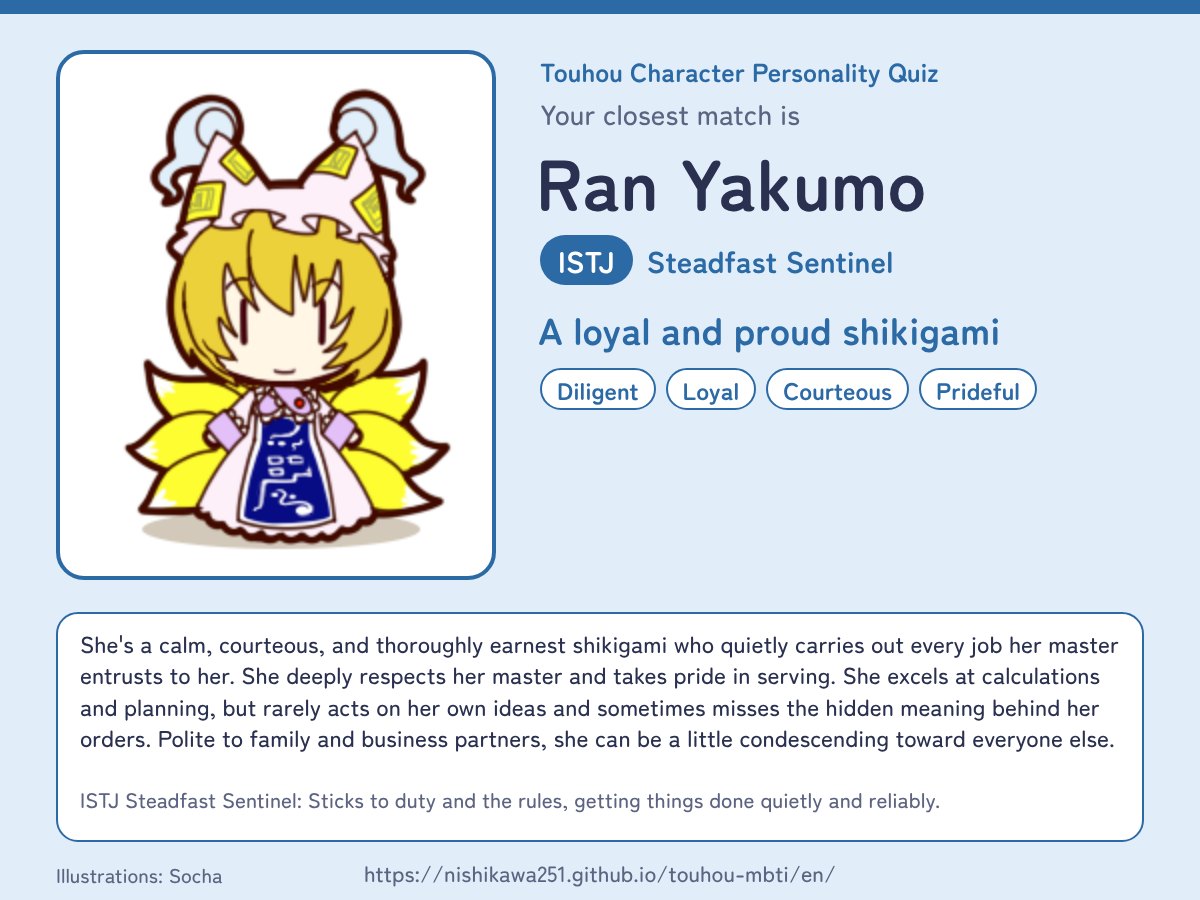 Touhou Character Personality Quiz
Your closest match is
Ran Yakumo
ISTJ Steadfast Sentinel
A loyal and proud shikigami
Diligent Loyal Courteous Prideful
She's a calm, courteous, and thoroughly earnest shikigami who quietly carries out every job her master
entrusts to her. She deeply respects her master and takes pride in serving. She excels at calculations
and planning, but rarely acts on her own ideas and sometimes misses the hidden meaning behind her
orders. Polite to family and business partners, she can be a little condescending toward everyone else.
ISTJ Steadfast Sentinel: Sticks to duty and the rules, getting things done quietly and reliably.
Illustrations: Socha
https://nishikawa251.github.io/touhou-mbti/en/